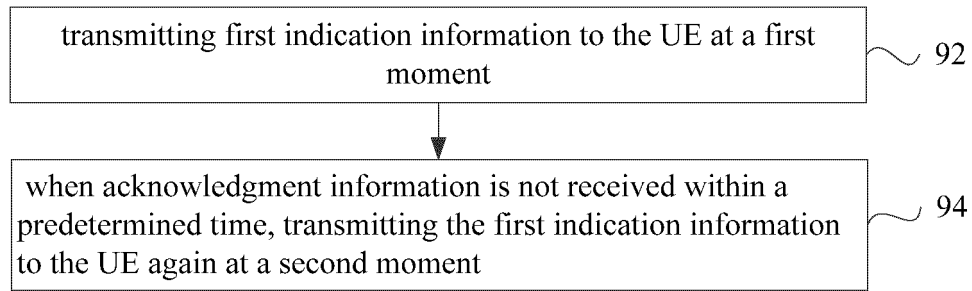 transmitting first indication information to the UE at a first
moment
92
when acknowledgment information is not received within a
predetermined time, transmitting the first indication information
to the UE again at a second moment
94